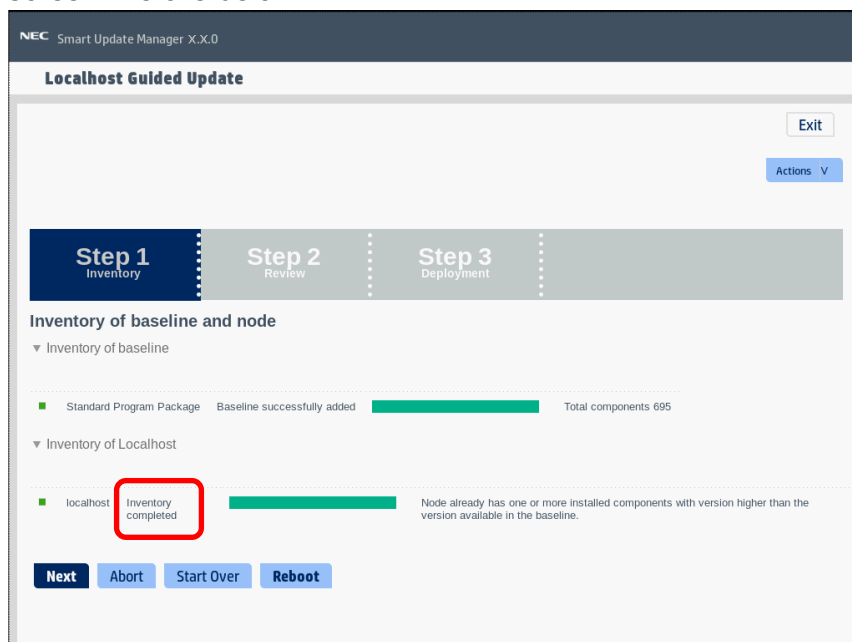 NEC Smart Update Manager X.X.0
Localhost Guided Update
Exit
Actions V
Step 1
Inventory
Step 2
Review
Step 3
Deployment
Inventory of baseline and node
▼ Inventory of baseline
Standard Program Package Baseline successfully added Total components 695
▼ Inventory of Localhost
localhost Inventory completed
Node already has one or more installed components with version higher than the
version available in the baseline.
Next Abort Start Over Reboot